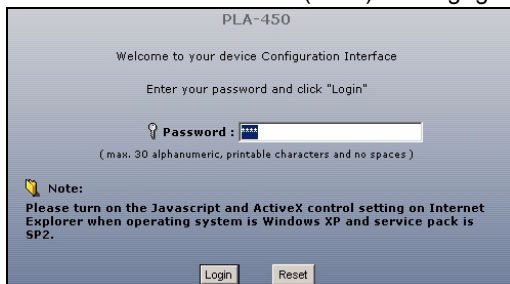 PLA-450
Welcome to your device Configuration Interface
Enter your password and click "Login"
Password : ****
( max. 30 alphanumeric, printable characters and no spaces )
Note:
Please turn on the Javascript and ActiveX control setting on Internet
Explorer when operating system is Windows XP and service pack is
SP2.
Login Reset